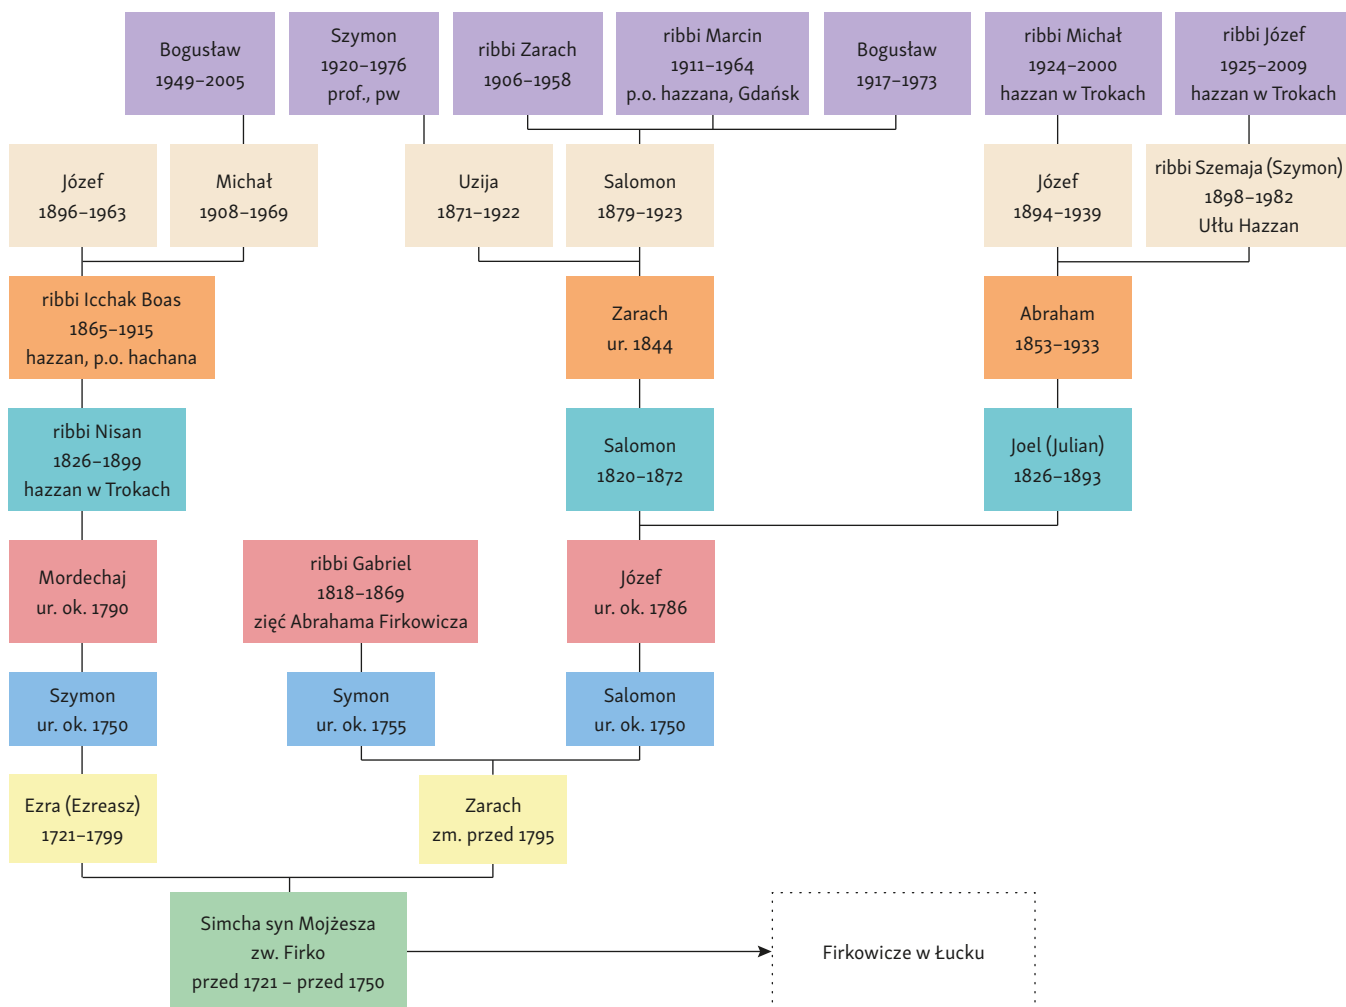 Bogusław
1949–2005
Szymon
1920–1976
prof., pw
ribbi Zarach
1906–1958
ribbi Marcin
1911–1964
p.o. hazzana, Gdańsk
Bogusław
1917–1973
ribbi Michał
1924–2000
hazzan w Trokach
ribbi Józef
1925–2009
hazzan w Trokach
Józef
1896–1963
Michał
1908–1969
Uzija
1871–1922
Salomon
1879–1923
Józef
1894–1939
ribbi Szemaja (Szymon)
1898–1982
Ułłu Hazzan
ribbi Icchak Boas
1865–1915
hazzan, p.o. hachana
Zarach
ur. 1844
Abraham
1853–1933
ribbi Nisan
1826–1899
hazzan w Trokach
Salomon
1820–1872
Joel (Julian)
1826–1893
Mordechaj
ur. ok. 1790
ribbi Gabriel
1818–1869
zięć Abrahama Firkowicza
Józef
ur. ok. 1786
Szymon
ur. ok. 1750
Symon
ur. ok. 1755
Salomon
ur. ok. 1750
Ezra (Ezreasz)
1721–1799
Zarach
zm. przed 1795
Simcha syn Mojżesza
zw. Firko
przed 1721 – przed 1750
Firkowicze w Łucku